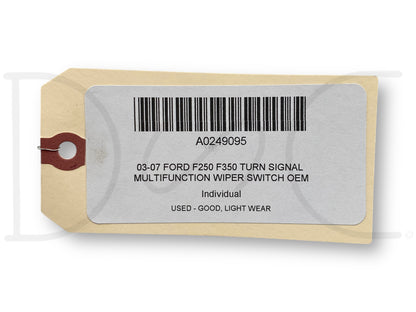 A0249095
03-07 FORD F250 F350 TURN SIGNAL
MULTIFUNCTION WIPER SWITCH OEM
Individual
USED - GOOD, LIGHT WEAR